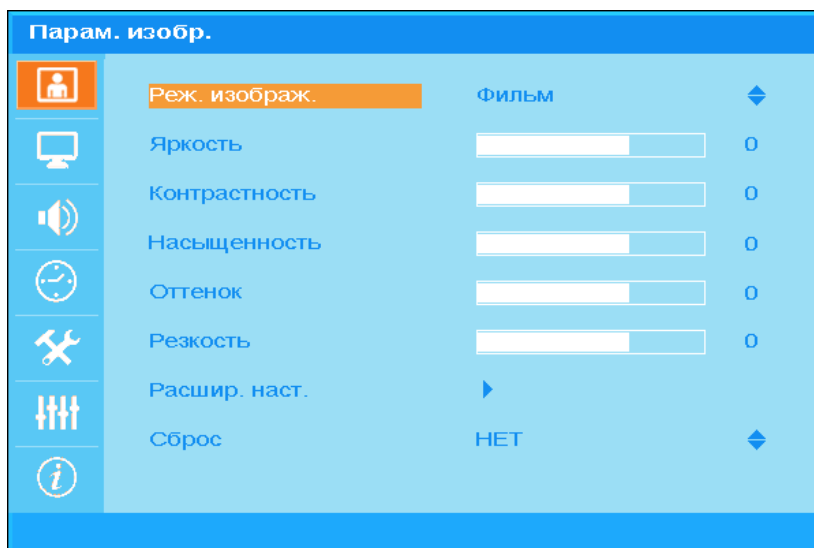 Парам. изобр.
Реж. изображ. Фильм
Яркость 0
Контрастность 0
Насыщенность 0
Оттенок 0
Резкость 0
Расшир. наст.
Сброс НЕТ